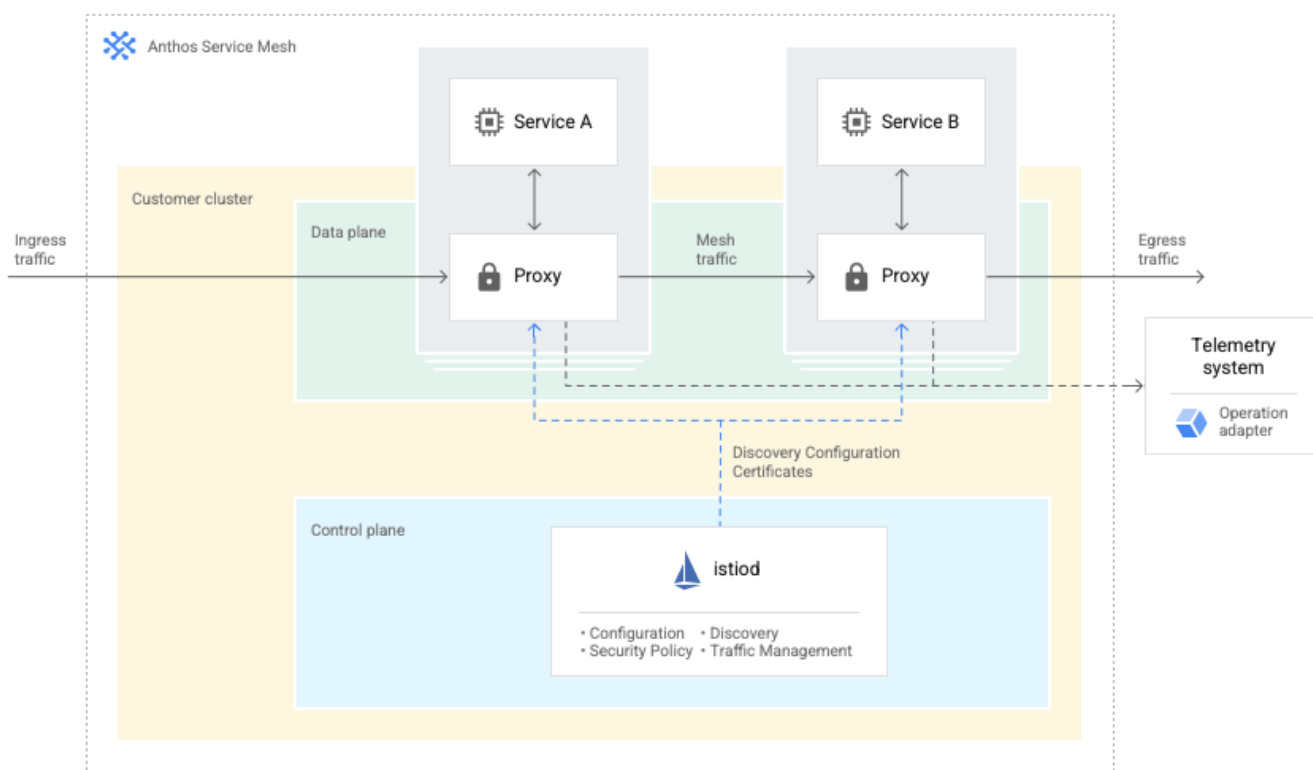 Anthos Service Mesh
Service A
Service B
Customer cluster
Data plane
Ingress
traffic
Proxy
Mesh
traffic
Proxy
Egress
traffic
Telemetry
system
Operation
adapter
Discovery Configuration
Certificates
Control plane
istiod
• Configuration • Discovery
• Security Policy • Traffic Management